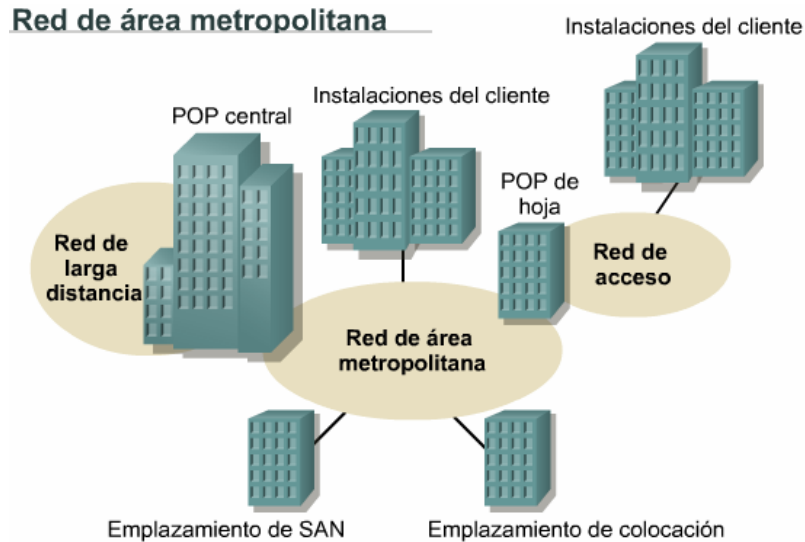 Red de área metropolitana
Instalaciones del cliente
Instalaciones del cliente
POP central
POP de
hoja
Red de
larga
distancia
Red de
acceso
Red de área
metropolitana
Emplazamiento de SAN
Emplazamiento de colocación